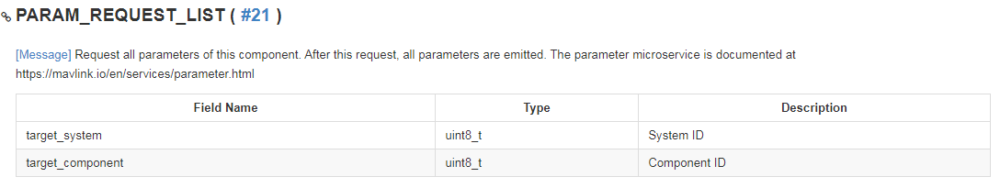 PARAM_REQUEST_LIST ( #21 )
[Message] Request all parameters of this component. After this request, all parameters are emitted. The parameter microservice is documented at
https://mavlink.io/en/services/parameter.html
Field Name Type Description
target_system uint8_t System ID
target_component uint8_t Component ID